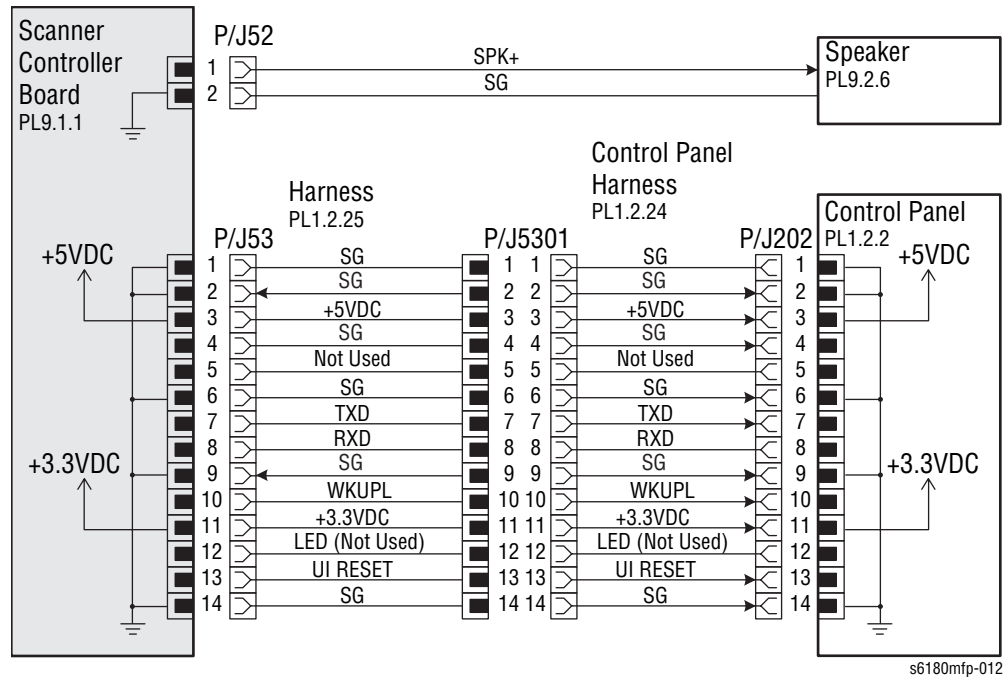 Scanner
Controller
Board
PL9.1.1
P/J52
1
2
SPK+
SG
Speaker
PL9.2.6
Harness
PL1.2.25
Control Panel
Harness
PL1.2.24
Control Panel
PL1.2.2
P/J53
P/J5301
P/J202
+5VDC
+5VDC
1 SG 1 1 SG 1
2 SG 2 2 SG 2
3 +5VDC 3 3 +5VDC 3
4 SG 4 4 SG 4
5 Not Used 5 5 Not Used 5
6 SG 6 6 SG 6
7 TXD 7 7 TXD 7
8 RXD 8 8 RXD 8
+3.3VDC
+3.3VDC
9 SG 9 9 SG 9
10 WKUPL 10 10 WKUPL 10
11 +3.3VDC 11 11 +3.3VDC 11
12 LED (Not Used) 12 12 LED (Not Used) 12
13 UI RESET 13 13 UI RESET 13
14 SG 14 14 SG 14
s6180mfp-012